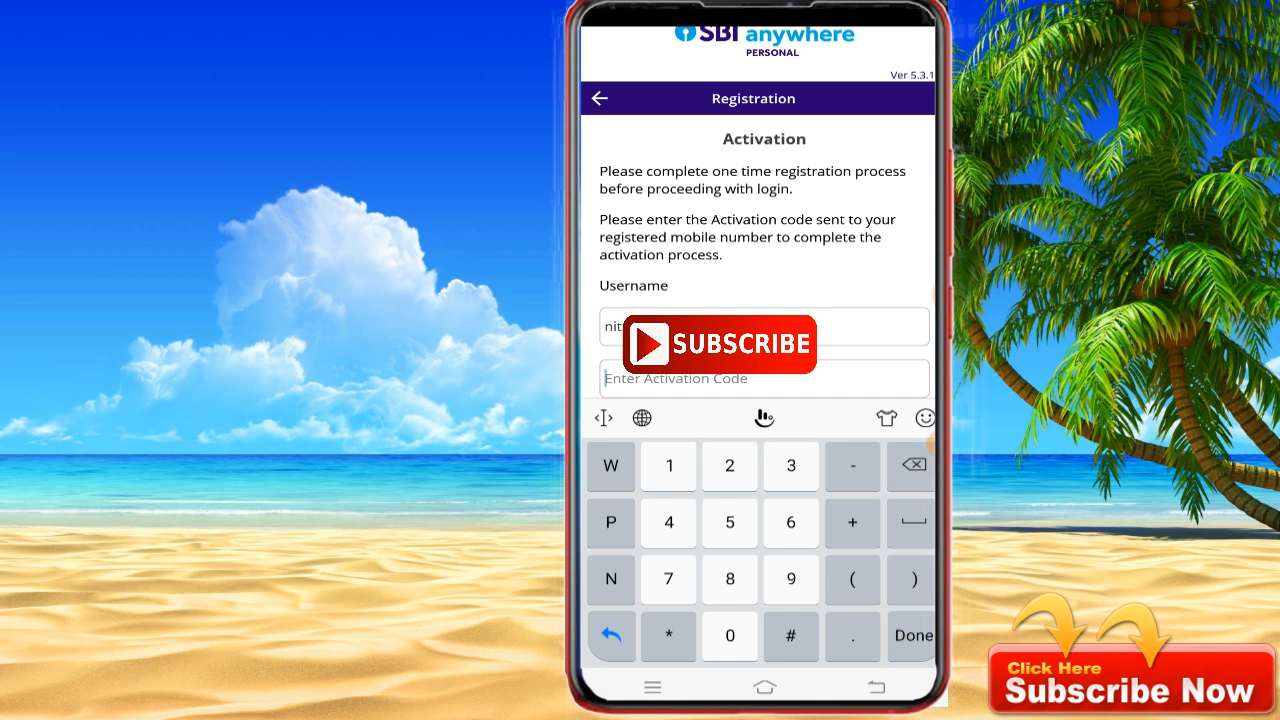 SBI anywhere
PERSONAL
Ver 5.3.1
Registration
Activation
Please complete one time registration process
before proceeding with login.
Please enter the Activation code sent to your
registered mobile number to complete the
activation process.
Username
nit
SUBSCRIBE
Enter Activation Code
W 1 2 3 -
P 4 5 6 +
N 7 8 9 ( )
* 0 # . Done
Click Here
Subscribe Now